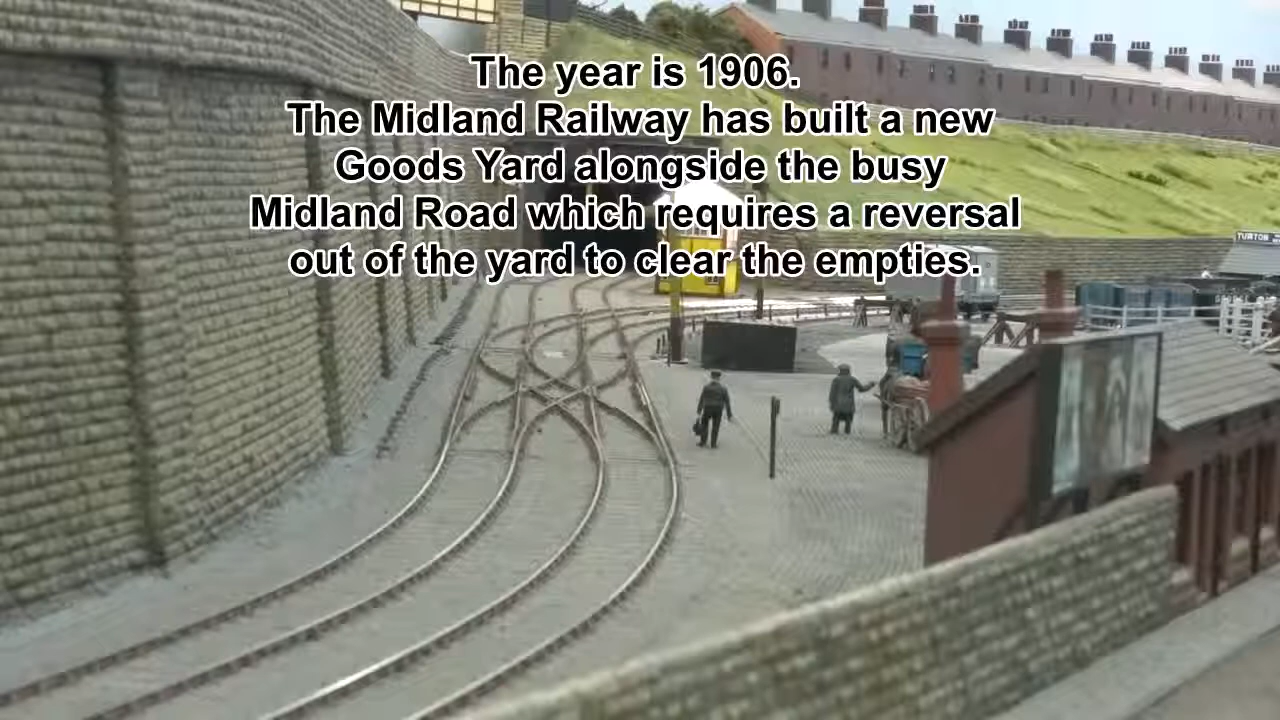 The year is 1906.
The Midland Railway has built a new
Goods Yard alongside the busy
Midland Road which requires a reversal
out of the yard to clear the empties.
TURTON